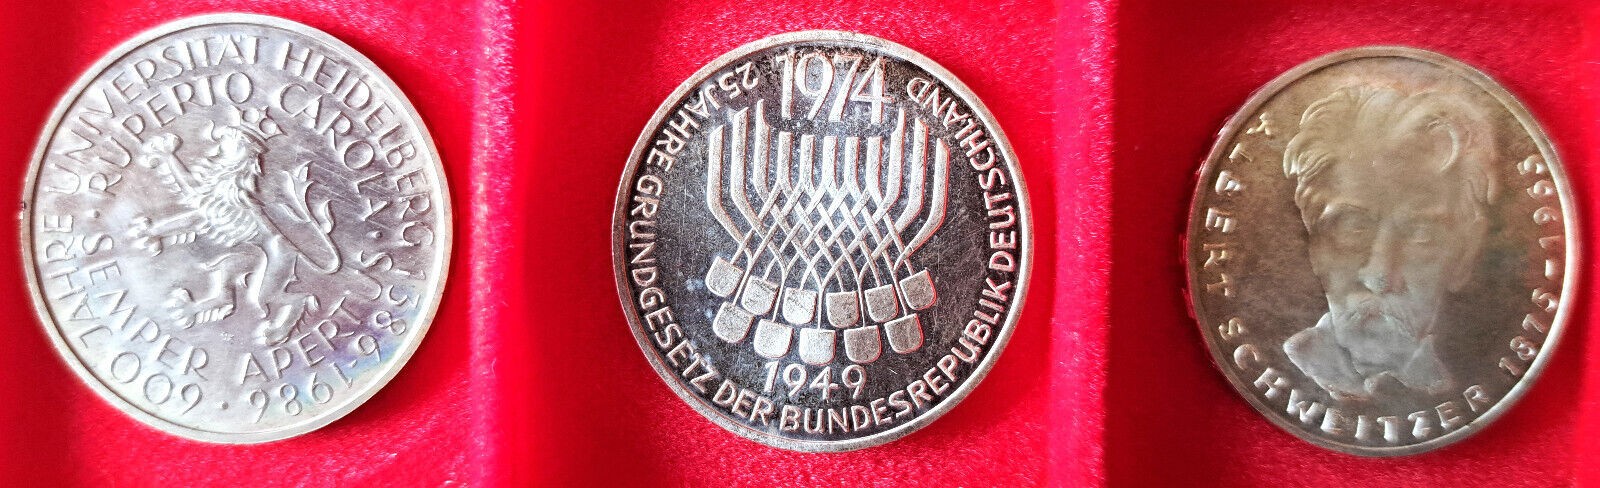 600 JAHRE UNIVERSITÄT HEIDELBERG 1386·1986·
SEMPER APERTUS·RUPERTO CAROLA·
1974
25 JAHRE GRUNDGESETZ DER BUNDESREPUBLIK DEUTSCHLAND
1949
ALBERT SCHWEITZER 1875-1965